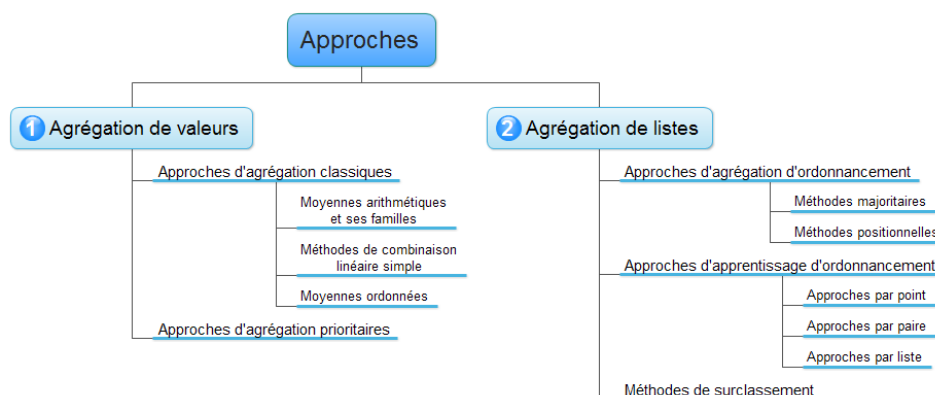 Approches
1 Agrégation de valeurs
Approches d'agrégation classiques
Moyennes arithmétiques
et ses familles
Méthodes de combinaison
linéaire simple
Moyennes ordonnées
Approches d'agrégation prioritaires
2 Agrégation de listes
Approches d'agrégation d'ordonnancement
Méthodes majoritaires
Méthodes positionnelles
Approches d'apprentissage d'ordonnancement
Approches par point
Approches par paire
Approches par liste
Méthodes de surclassement